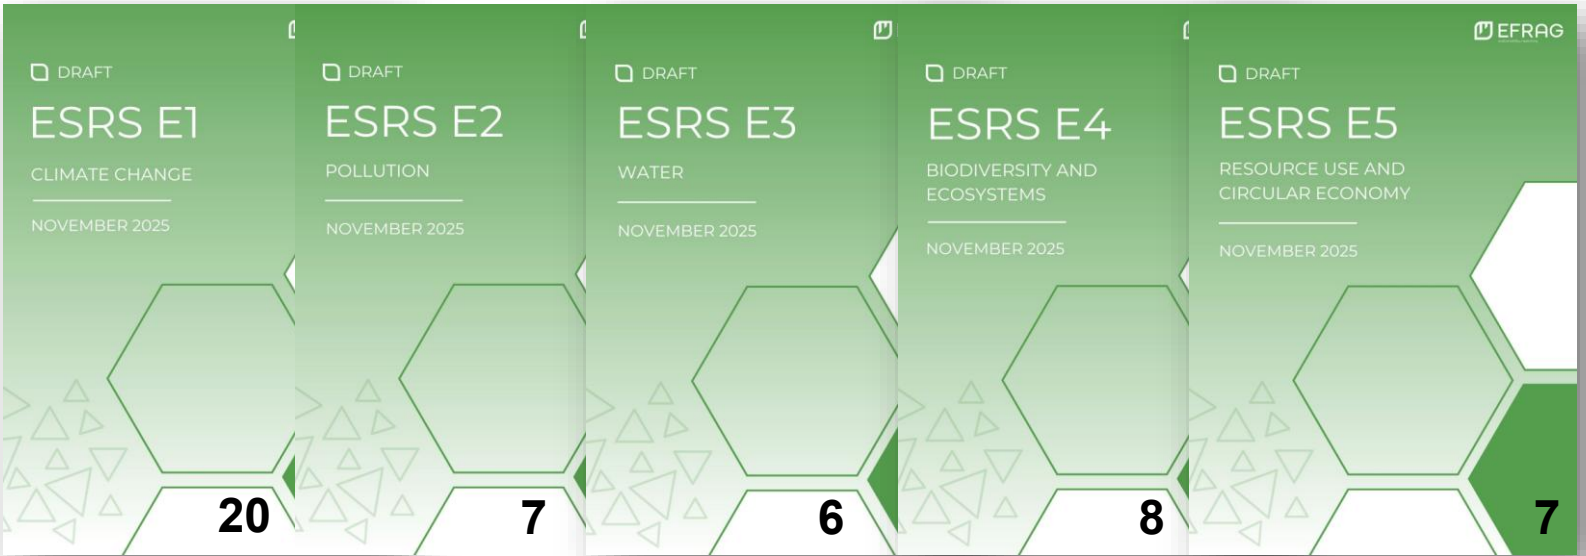 DRAFT
ESRS E1
CLIMATE CHANGE
NOVEMBER 2025
20
DRAFT
ESRS E2
POLLUTION
NOVEMBER 2025
7
DRAFT
ESRS E3
WATER
NOVEMBER 2025
6
DRAFT
ESRS E4
BIODIVERSITY AND
ECOSYSTEMS
NOVEMBER 2025
8
EFRAG
DRAFT
ESRS E5
RESOURCE USE AND
CIRCULAR ECONOMY
NOVEMBER 2025
7